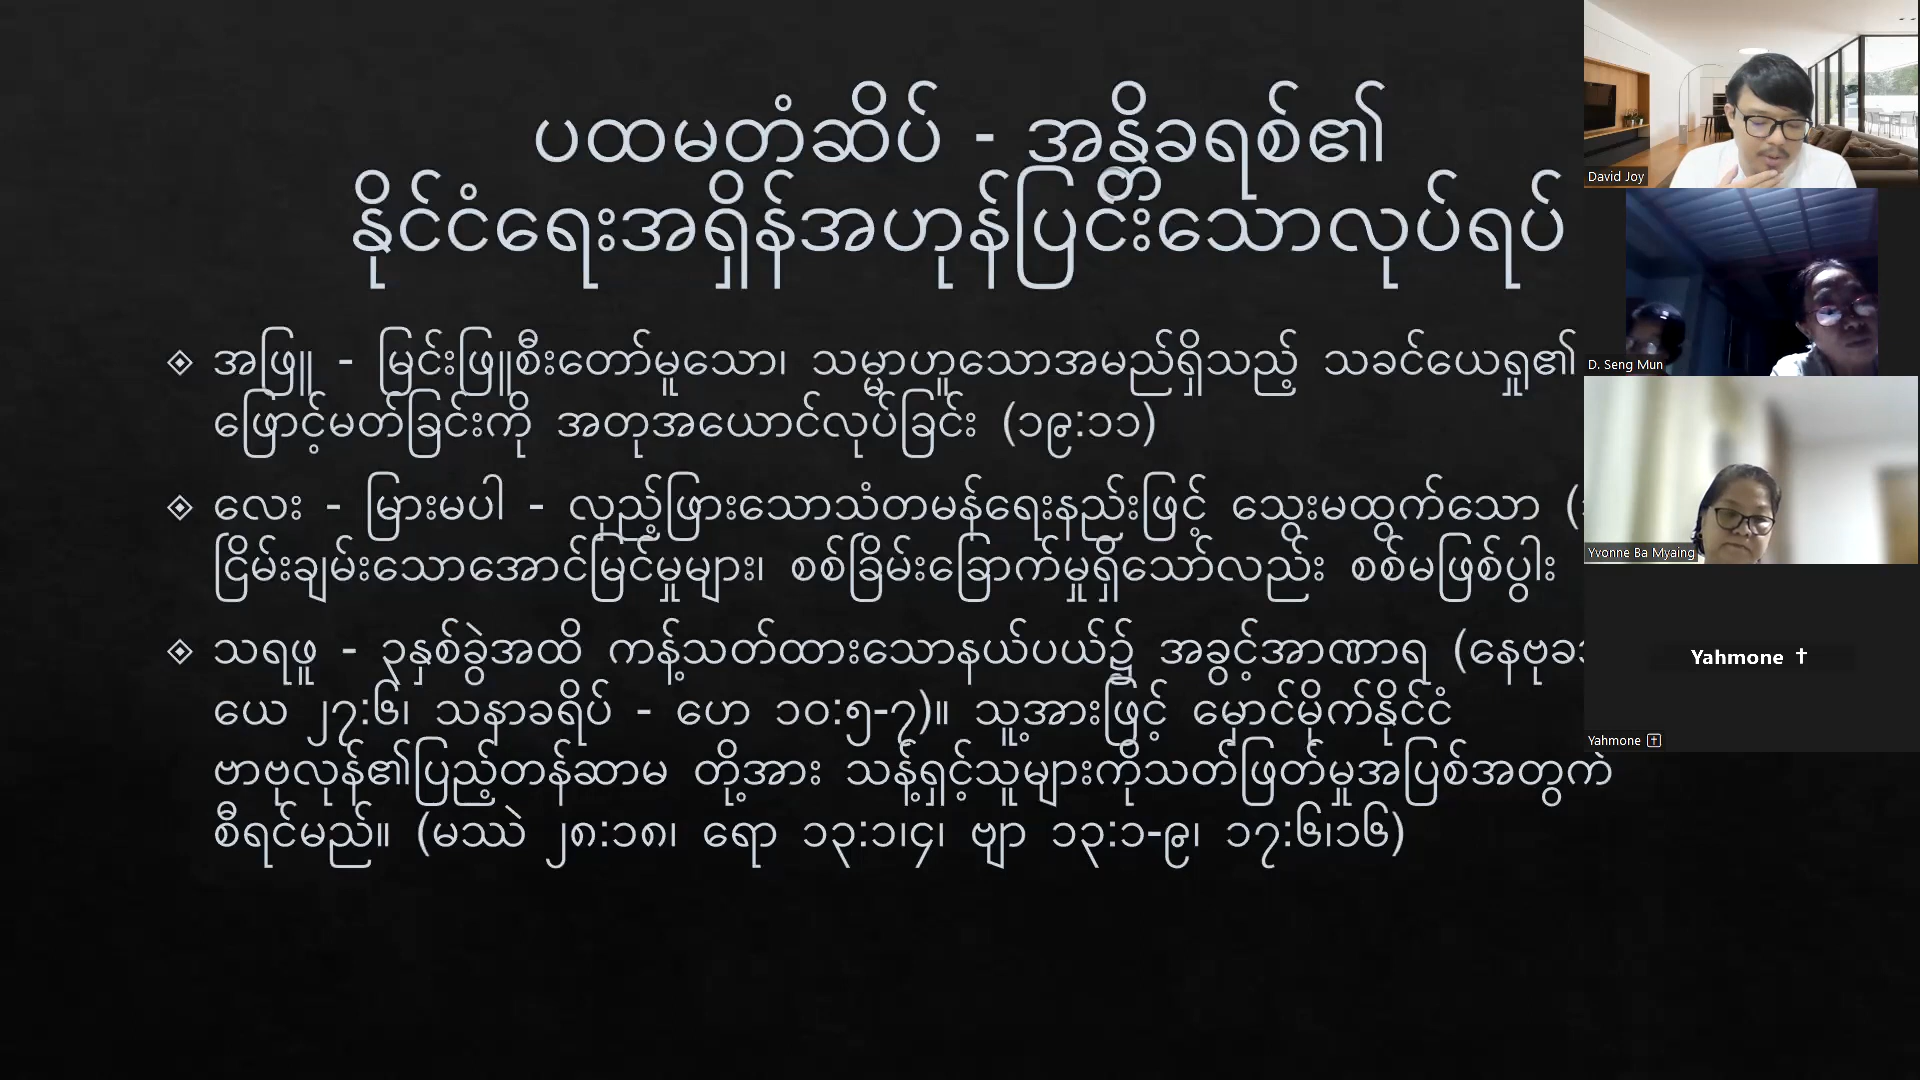 ပထမတံဆိပ် - အန္တိခရစ်၏
နိုင်ငံရေးအရှိန်အဟုန်ပြင်းသောလုပ်ရပ်
အဖြူ - မြင်းဖြူစီးတော်မူသော၊ သမ္မာဟူသောအမည်ရှိသည့် သခင်ယေရှု၏
ဖြောင့်မတ်ခြင်းကို အတုအယောင်လုပ်ခြင်း (၁၉:၁၁)
လေး - မြားမပါ - လှည့်ဖြားသောသံတမန်ရေးနည်းဖြင့် သွေးမထွက်သော (
ငြိမ်းချမ်းသောအောင်မြင်မှုများ၊ စစ်ခြိမ်းခြောက်မှုရှိသော်လည်း စစ်မဖြစ်ပွါး
သရဖူ - ၃နှစ်ခွဲအထိ ကန့်သတ်ထားသောနယ်ပယ်၌ အခွင့်အာဏာရ (နေဗုခ
ယေ ၂၇:၆၊ သနာခရိပ် - ဟေ ၁၀:၅-၇)။ သူ့အားဖြင့် မှောင်မိုက်နိုင်ငံ
ဗာဗုလုန်၏ပြည့်တန်ဆာမ တို့အား သန့်ရှင့်သူများကိုသတ်ဖြတ်မှုအပြစ်အတွက်
စီရင်မည်။ (မဿဲ ၂၈:၁၈၊ ရော ၁၃:၁၊၄၊ ဗျာ ၁၃:၁-၉၊ ၁၇:၆၊၁၆)
David Joy
D. Seng Mun
Yvonne Ba Myaing
Yahmone ✝
Yahmone ✝